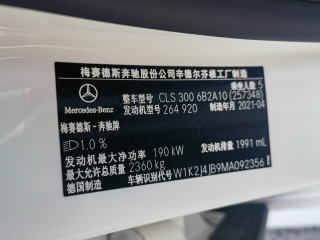 梅赛德斯奔驰股份公司辛德尔芬根工厂制造
乘坐人数 5
整车型号 CLS 300 6B2A10 (257348)
发动机型号 264 920 制造年月 2021-04
Mercedes-Benz
梅赛德斯－奔驰牌
1.0 %
发动机最大净功率 190 kW 发动机排量 1991 mL
最大允许总质量 2360 kg
德国制造 车辆识别代号 W1K2J4JB9MA092356